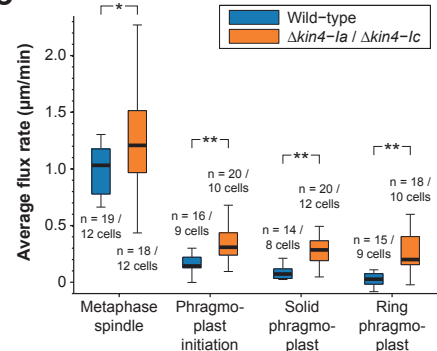 Wild–type
Δkin4–Ia / Δkin4–Ic
Average flux rate (µm/min)
2.0
1.5
1.0
0.5
0
*
**
**
**
n = 19 /
12 cells
n = 18 /
12 cells
n = 16 /
9 cells
n = 20 /
10 cells
n = 14 /
8 cells
n = 20 /
12 cells
n = 15 /
9 cells
n = 18 /
10 cells
Metaphase
spindle
Phragmo-
plast
initiation
Solid
phragmo-
plast
Ring
phragmo-
plast